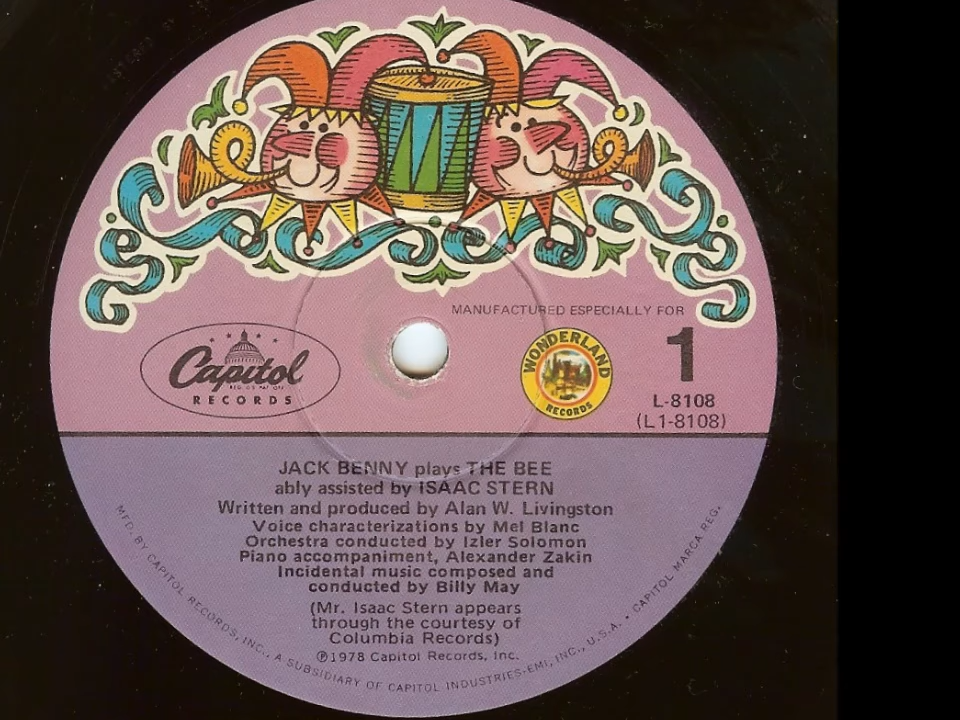 MANUFACTURED ESPECIALLY FOR
1
Capitol
RECORDS
WONDERLAND
RECORDS
L-8108
(L1-8108)
JACK BENNY plays THE BEE
ably assisted by ISAAC STERN
Written and produced by Alan W. Livingston
Voice characterizations by Mel Blanc
Orchestra conducted by Izler Solomon
Piano accompaniment, Alexander Zakin
Incidental music composed and
conducted by Billy May
(Mr. Isaac Stern appears
through the courtesy of
Columbia Records)
℗1978 Capitol Records, Inc.
MFD. BY CAPITOL RECORDS, INC., A SUBSIDIARY OF CAPITOL INDUSTRIES-EMI, INC., U.S.A. • CAPITOL MARCA REG.